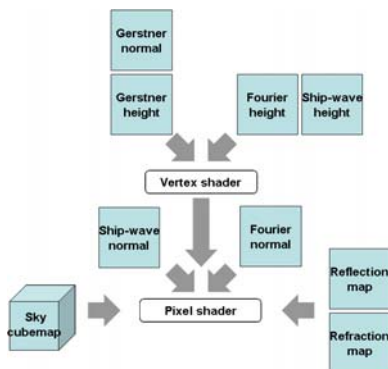 Gerstner
normal
Gerstner
height
Fourier
height
Ship-wave
height
Vertex shader
Ship-wave
normal
Fourier
normal
Sky
cubemap
Pixel shader
Reflection
map
Refraction
map